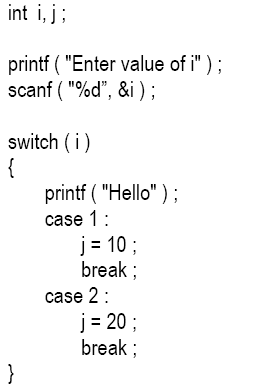 int  i, j ;
printf ( "Enter value of i" ) ;
scanf ( "%d”, &i ) ;
switch ( i )
{
printf ( "Hello" ) ;
case 1 :
j = 10 ;
break ;
case 2 :
j = 20 ;
break ;
}